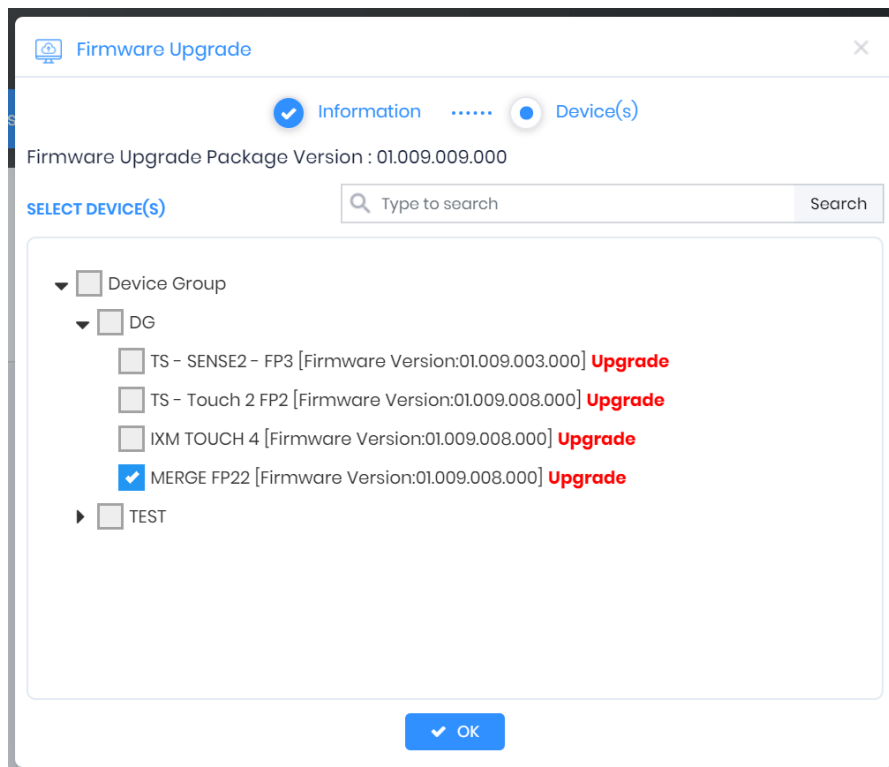 Firmware Upgrade
Information
Device(s)
Firmware Upgrade Package Version : 01.009.009.000
SELECT DEVICE(S)
Type to search
Search
Device Group
DG
TS - SENSE2 - FP3 [Firmware Version:01.009.003.000] Upgrade
TS - Touch 2 FP2 [Firmware Version:01.009.008.000] Upgrade
IXM TOUCH 4 [Firmware Version:01.009.008.000] Upgrade
MERGE FP22 [Firmware Version:01.009.008.000] Upgrade
TEST
OK